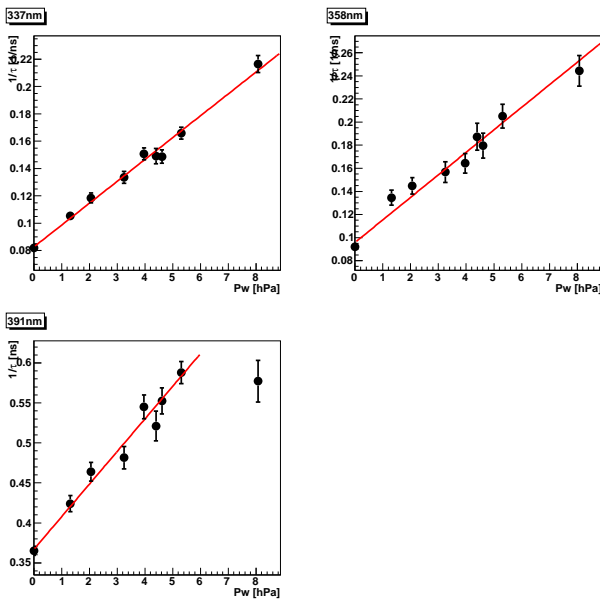 337nm
1/τ [1/ns]
0.22
0.2
0.18
0.16
0.14
0.12
0.1
0.08
0 1 2 3 4 5 6 7 8
Pw [hPa]
358nm
1/τ [1/ns]
0.26
0.24
0.22
0.2
0.18
0.16
0.14
0.12
0.1
0.08
0 1 2 3 4 5 6 7 8
Pw [hPa]
391nm
1/τ [ns]
0.6
0.55
0.5
0.45
0.4
0.35
0 1 2 3 4 5 6 7 8
Pw [hPa]